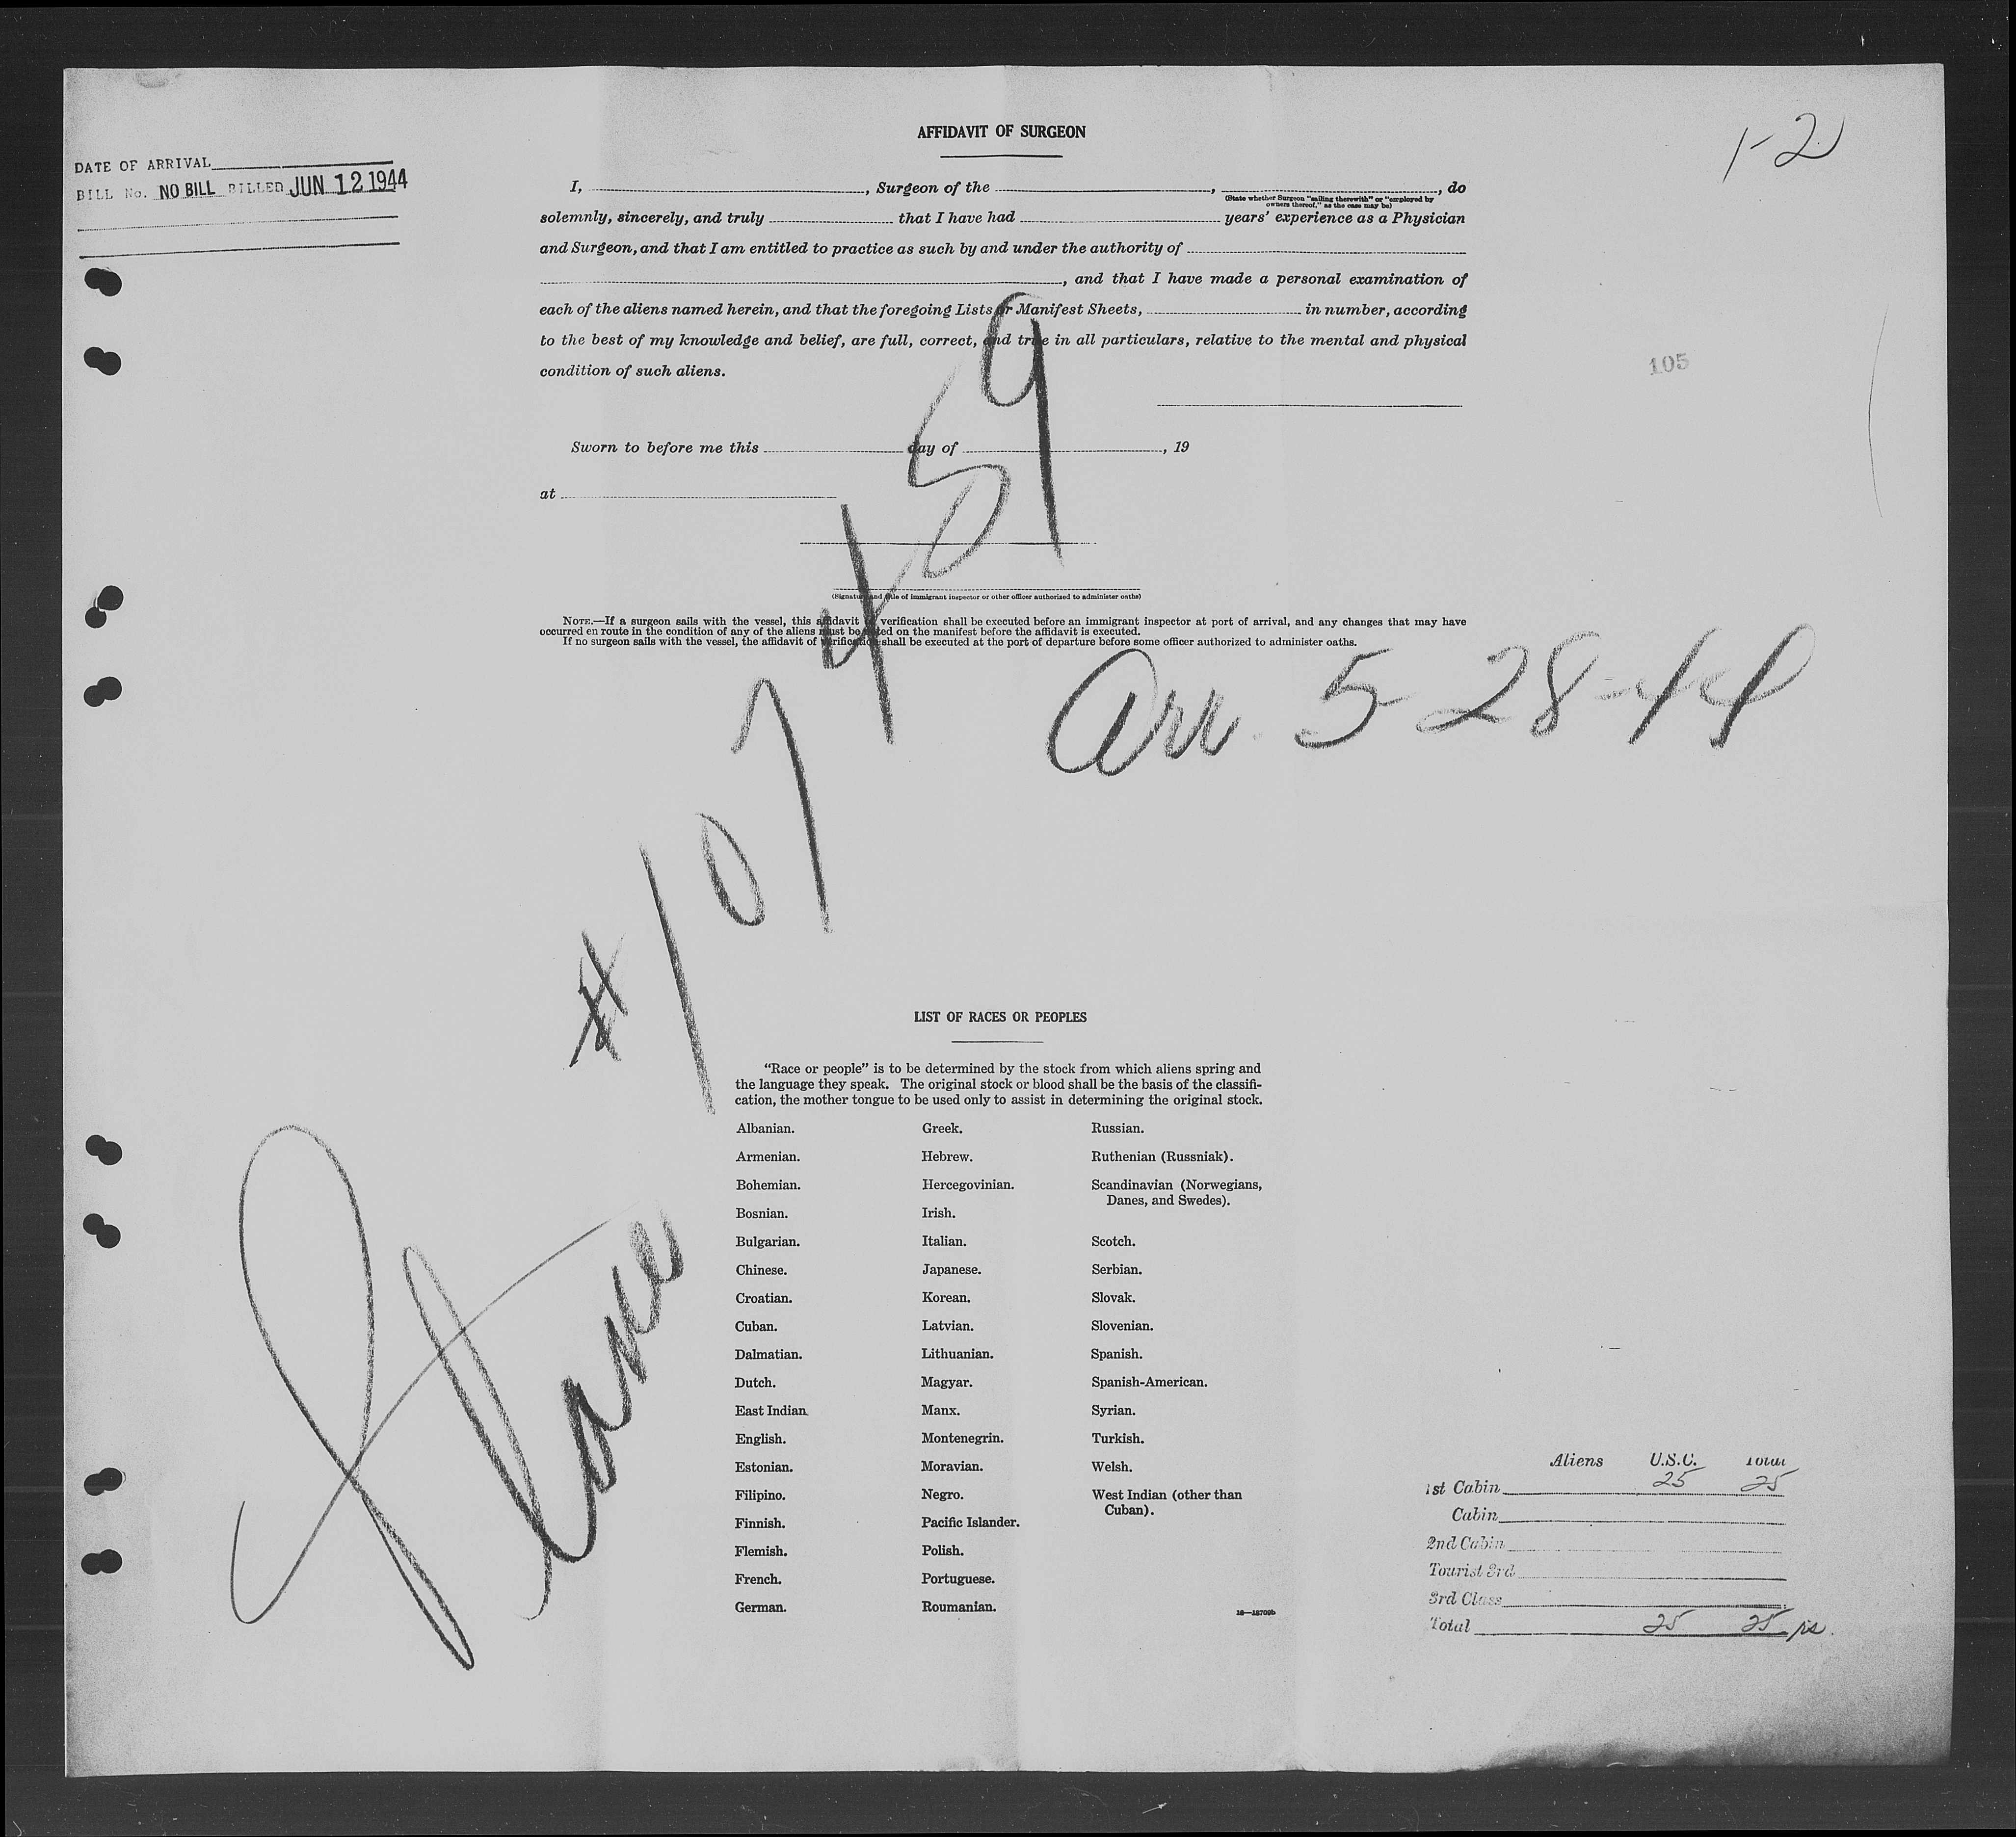 AFFIDAVIT OF SURGEON
1-2
DATE OF ARRIVAL
BILL No. NO BILL BILLED JUN 12 1944
I, , Surgeon of the , , do
(State whether Surgeon "sailing therewith" or "employed by
owners thereof," as the case may be)
solemnly, sincerely, and truly that I have had years' experience as a Physician
and Surgeon, and that I am entitled to practice as such by and under the authority of
, and that I have made a personal examination of
each of the aliens named herein, and that the foregoing Lists or Manifest Sheets, in number, according
to the best of my knowledge and belief, are full, correct, and true in all particulars, relative to the mental and physical
condition of such aliens.
105
Sworn to before me this day of , 19
at
(Signature and title of immigrant inspector or other officer authorized to administer oaths)
NOTE.—If a surgeon sails with the vessel, this affidavit of verification shall be executed before an immigrant inspector at port of arrival, and any changes that may have
occurred en route in the condition of any of the aliens must be noted on the manifest before the affidavit is executed.
If no surgeon sails with the vessel, the affidavit of verification shall be executed at the port of departure before some officer authorized to administer oaths.
Arr. 5-28-44
Plane #107459
LIST OF RACES OR PEOPLES
"Race or people" is to be determined by the stock from which aliens spring and
the language they speak. The original stock or blood shall be the basis of the classifi-
cation, the mother tongue to be used only to assist in determining the original stock.
Albanian. Greek. Russian.
Armenian. Hebrew. Ruthenian (Russniak).
Bohemian. Hercegovinian. Scandinavian (Norwegians,
Danes, and Swedes).
Bosnian. Irish.
Bulgarian. Italian. Scotch.
Chinese. Japanese. Serbian.
Croatian. Korean. Slovak.
Cuban. Latvian. Slovenian.
Dalmatian. Lithuanian. Spanish.
Dutch. Magyar. Spanish-American.
East Indian. Manx. Syrian.
English. Montenegrin. Turkish.
Estonian. Moravian. Welsh.
Filipino. Negro. West Indian (other than
Cuban).
Finnish. Pacific Islander.
Flemish. Polish.
French. Portuguese.
German. Roumanian.
16—18709b
Aliens U.S.C. Total
1st Cabin 25 25
Cabin
2nd Cabin
Tourist 3rd
3rd Class
Total 25 25